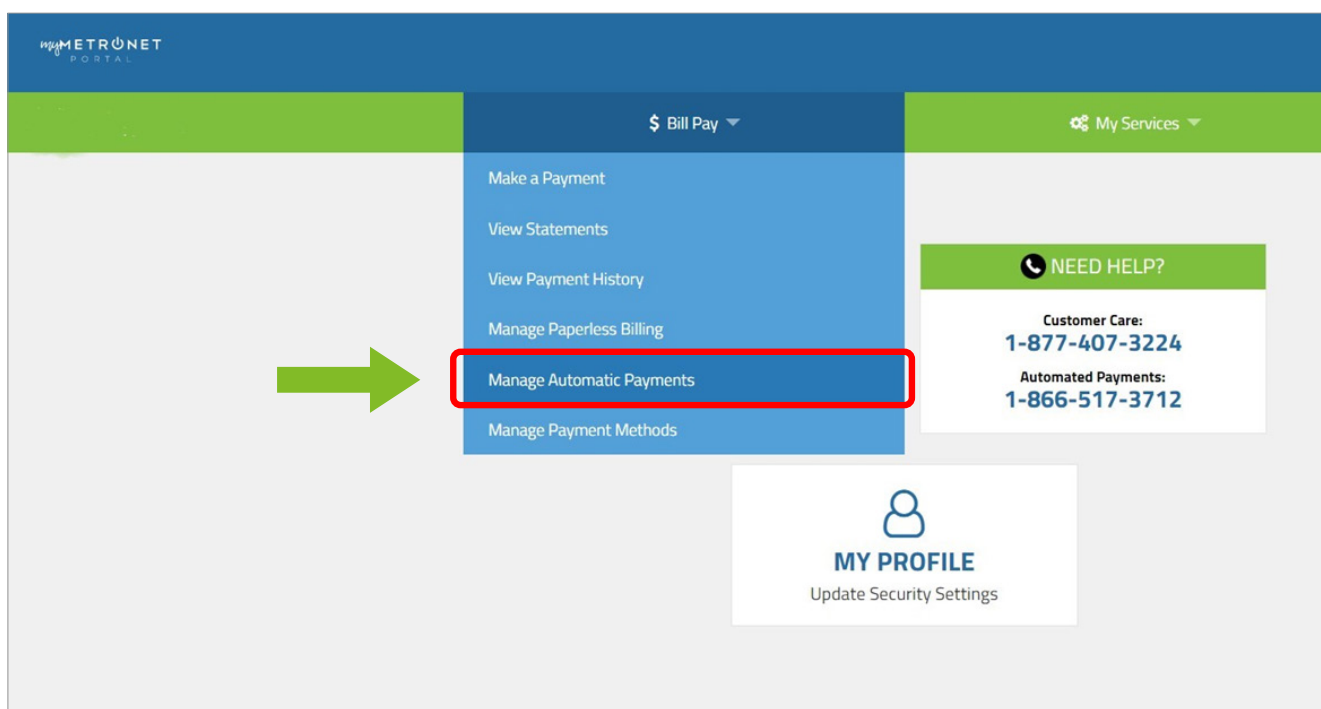 myMETRONET
PORTAL
$ Bill Pay
My Services
Make a Payment
View Statements
View Payment History
Manage Paperless Billing
Manage Automatic Payments
Manage Payment Methods
NEED HELP?
Customer Care:
1-877-407-3224
Automated Payments:
1-866-517-3712
MY PROFILE
Update Security Settings